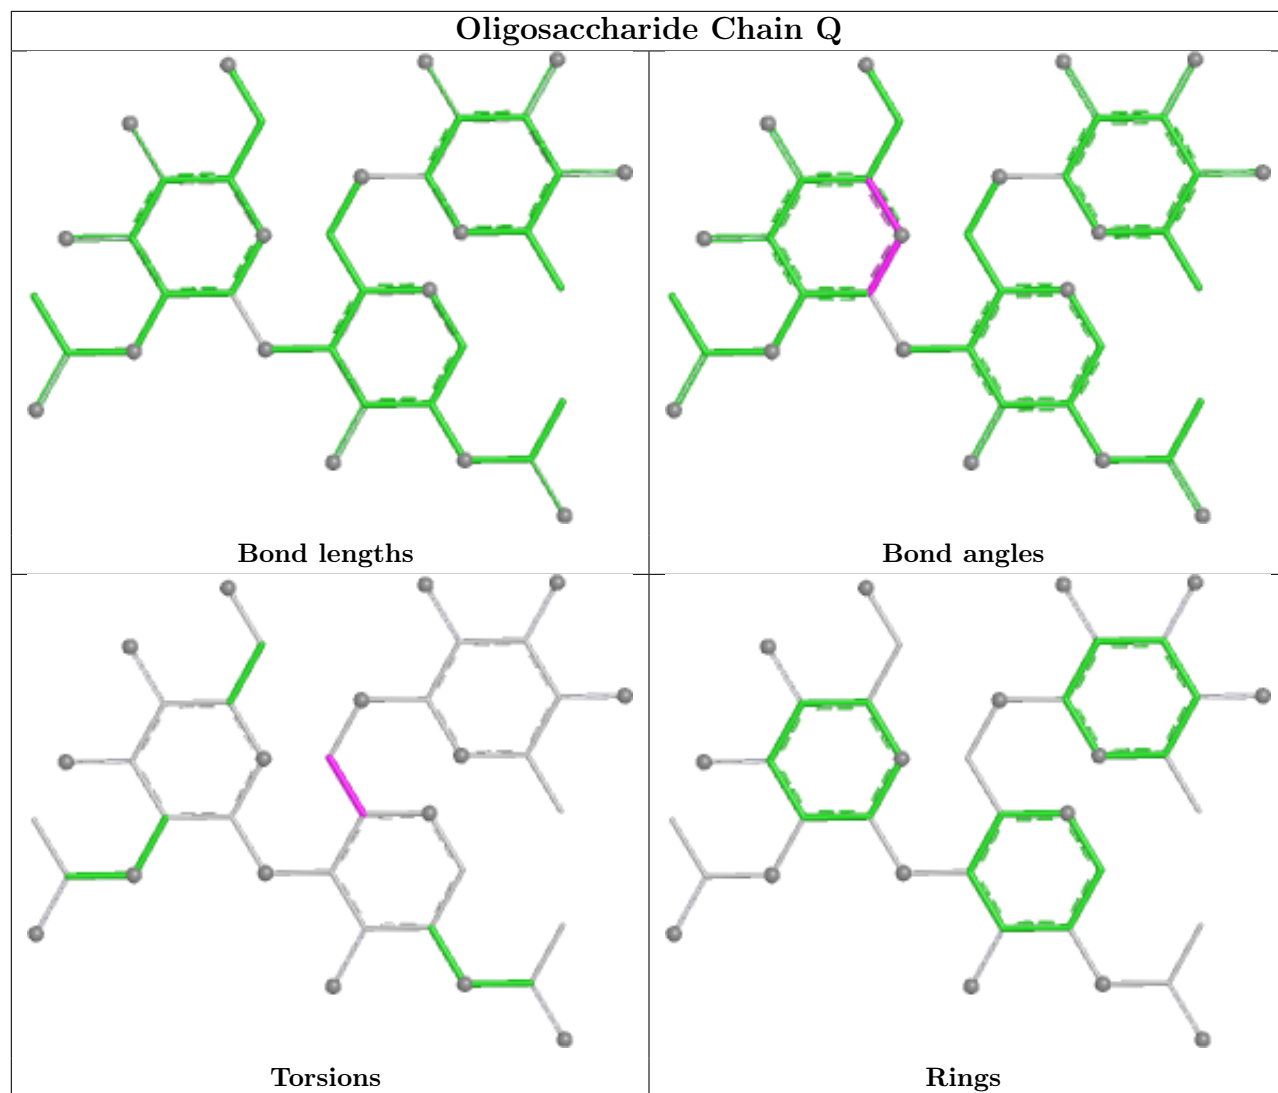 Oligosaccharide Chain Q
Bond lengths
Bond angles
Torsions
Rings